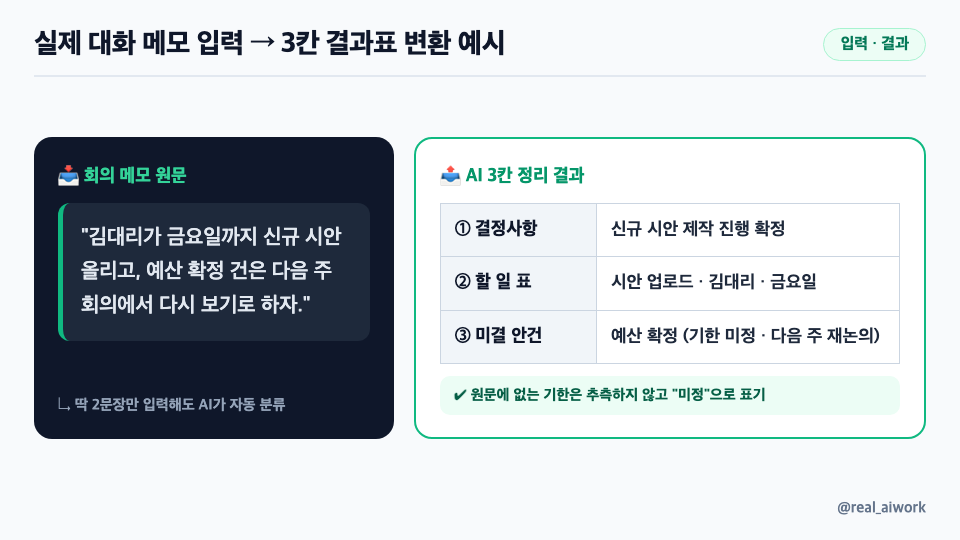 실제 대화 메모 입력 → 3칸 결과표 변환 예시
입력 · 결과
📥 회의 메모 원문
"김대리가 금요일까지 신규 시안
올리고, 예산 확정 건은 다음 주
회의에서 다시 보기로 하자."
ㄴ, 딱 2문장만 입력해도 AI가 자동 분류
📤 AI 3칸 정리 결과
① 결정사항 신규 시안 제작 진행 확정
② 할 일 표 시안 업로드 · 김대리 · 금요일
③ 미결 안건 예산 확정 (기한 미정 · 다음 주 재논의)
✔ 원문에 없는 기한은 추측하지 않고 "미정"으로 표기
@real_aiwork